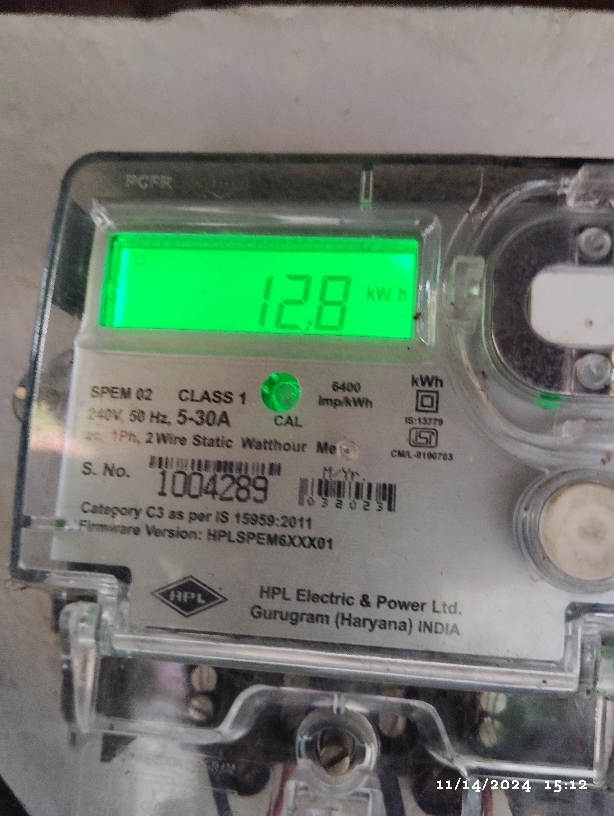 12.8 kWh
SPEM 02 CLASS 1
6400
imp/kWh
kWh
240V, 50 Hz, 5-30A
CAL
IS:13779
ac, 1Ph, 2 Wire Static Watthour Me
CM/L-9190783
S. No.
1004289
M/Yr.
032023
Category C3 as per IS 15959:2011
Firmware Version: HPLSPEM6XXX01
HPL
HPL Electric & Power Ltd.
Gurugram (Haryana) INDIA
11/14/2024 15:12